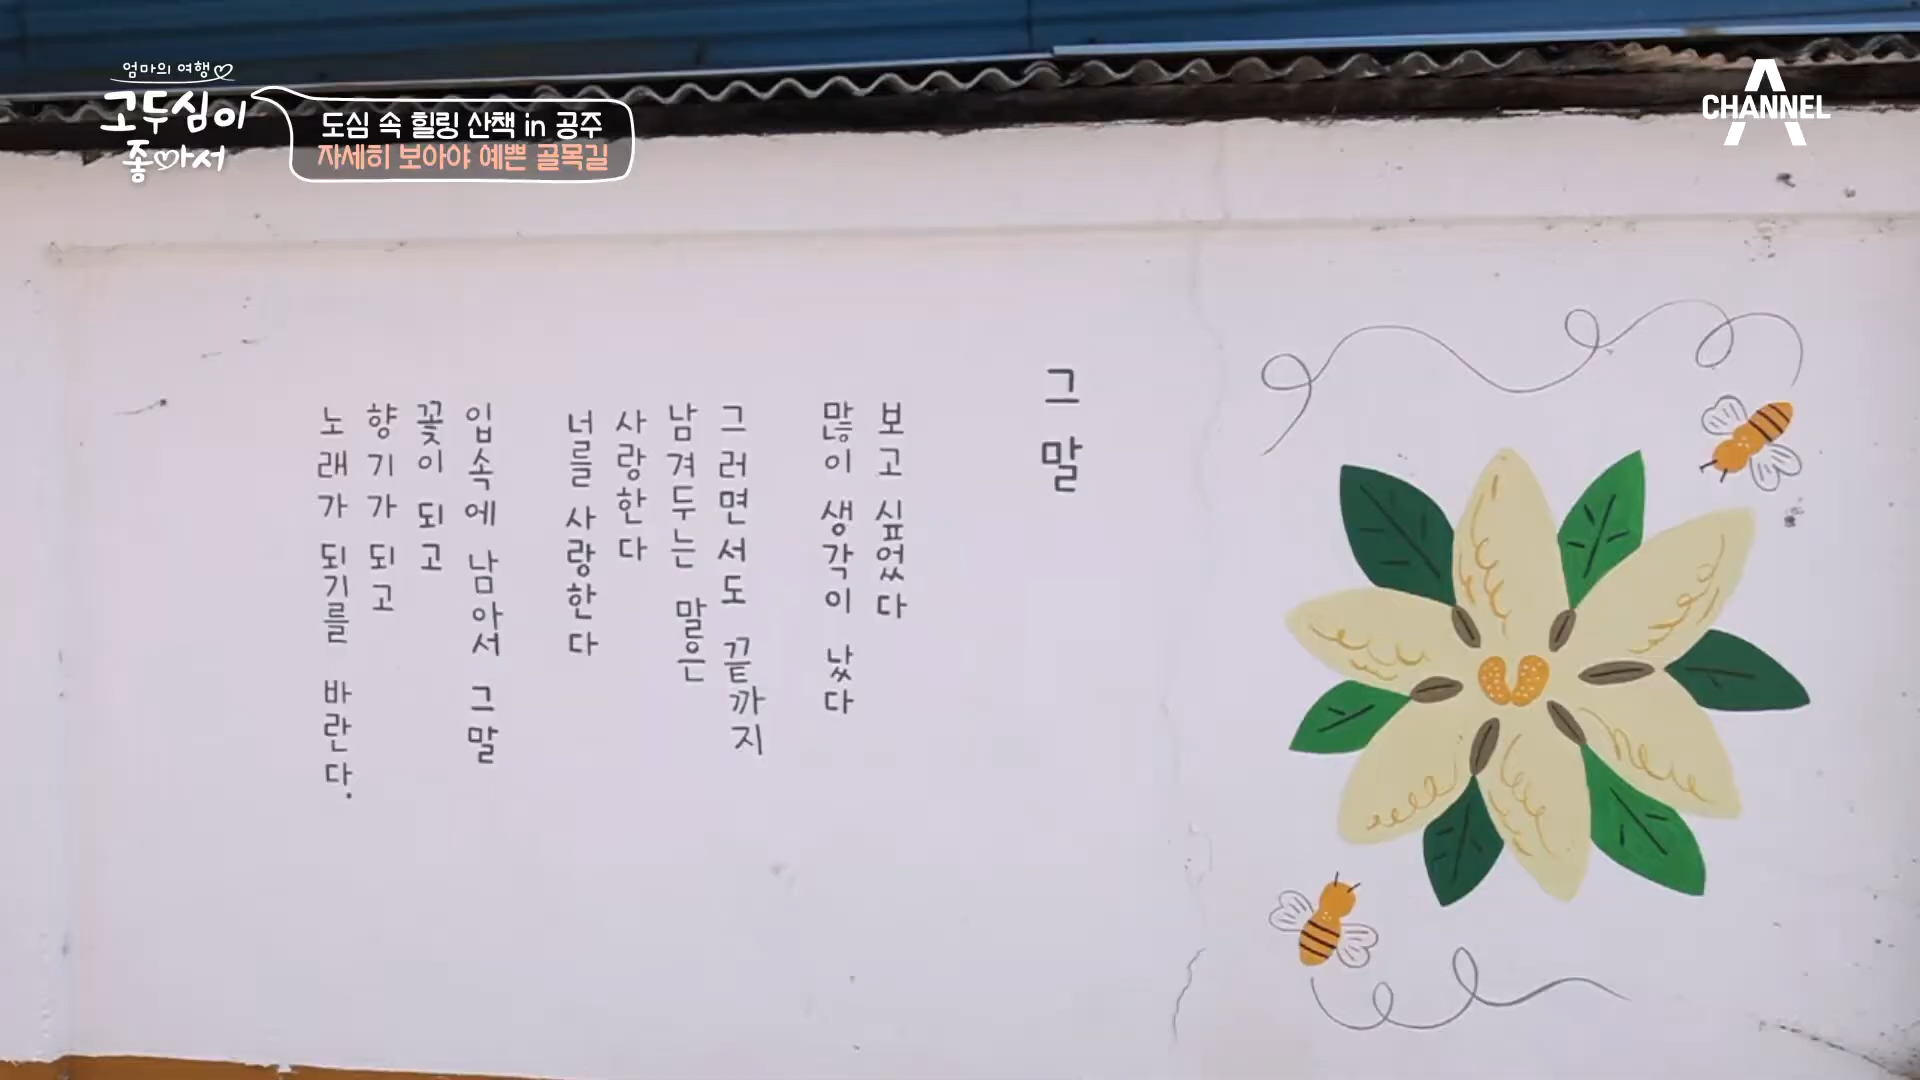 엄마의 여행
고두심이
좋아서
도심 속 힐링 산책 in 공주
자세히 보아야 예쁜 골목길
CHANNEL A
그 말
보고 싶었다
많이 생각이 났다
그러면서도 끝까지
남겨두는 말은
사랑한다
너를 사랑한다
입속에 남아서 그 말
꽃이 되고
향기가 되고
노래가 되기를 바란다.